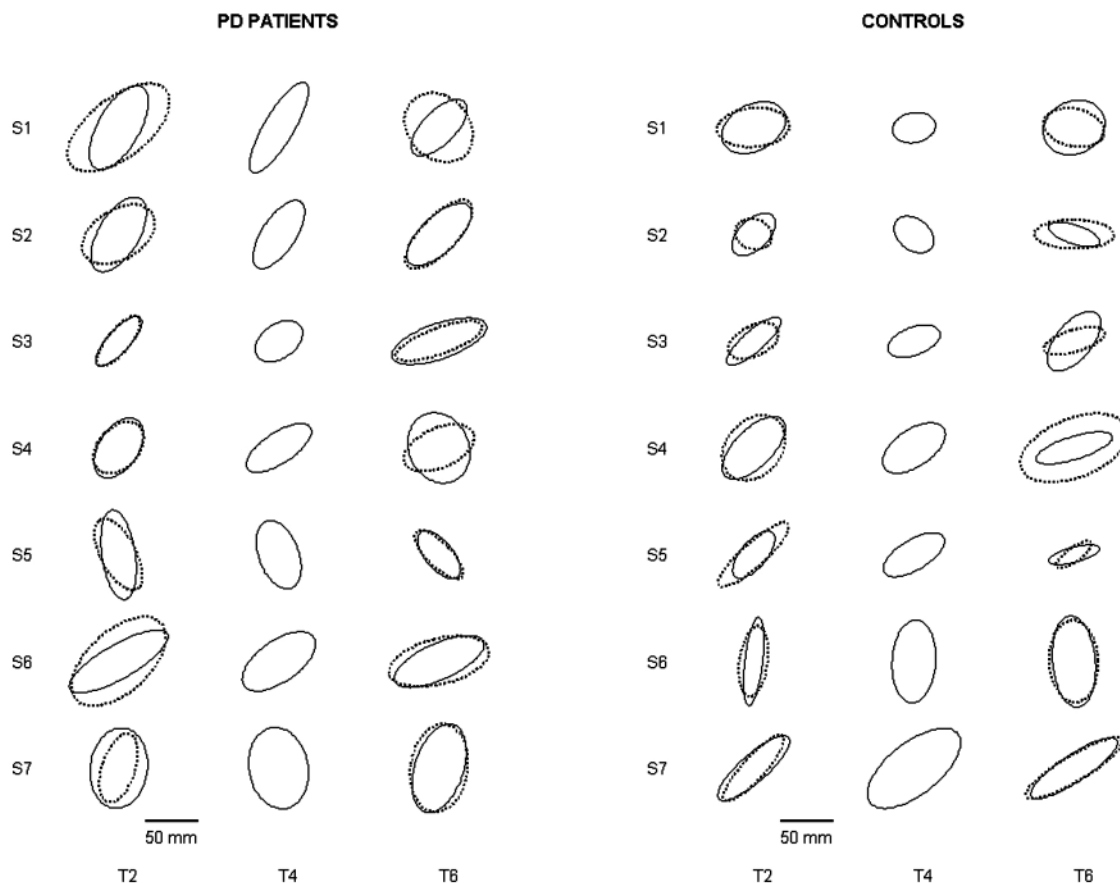 PD PATIENTS CONTROLS
S1 S1
S2 S2
S3 S3
S4 S4
S5 S5
S6 S6
S7 S7
50 mm 50 mm
T2 T4 T6 T2 T4 T6